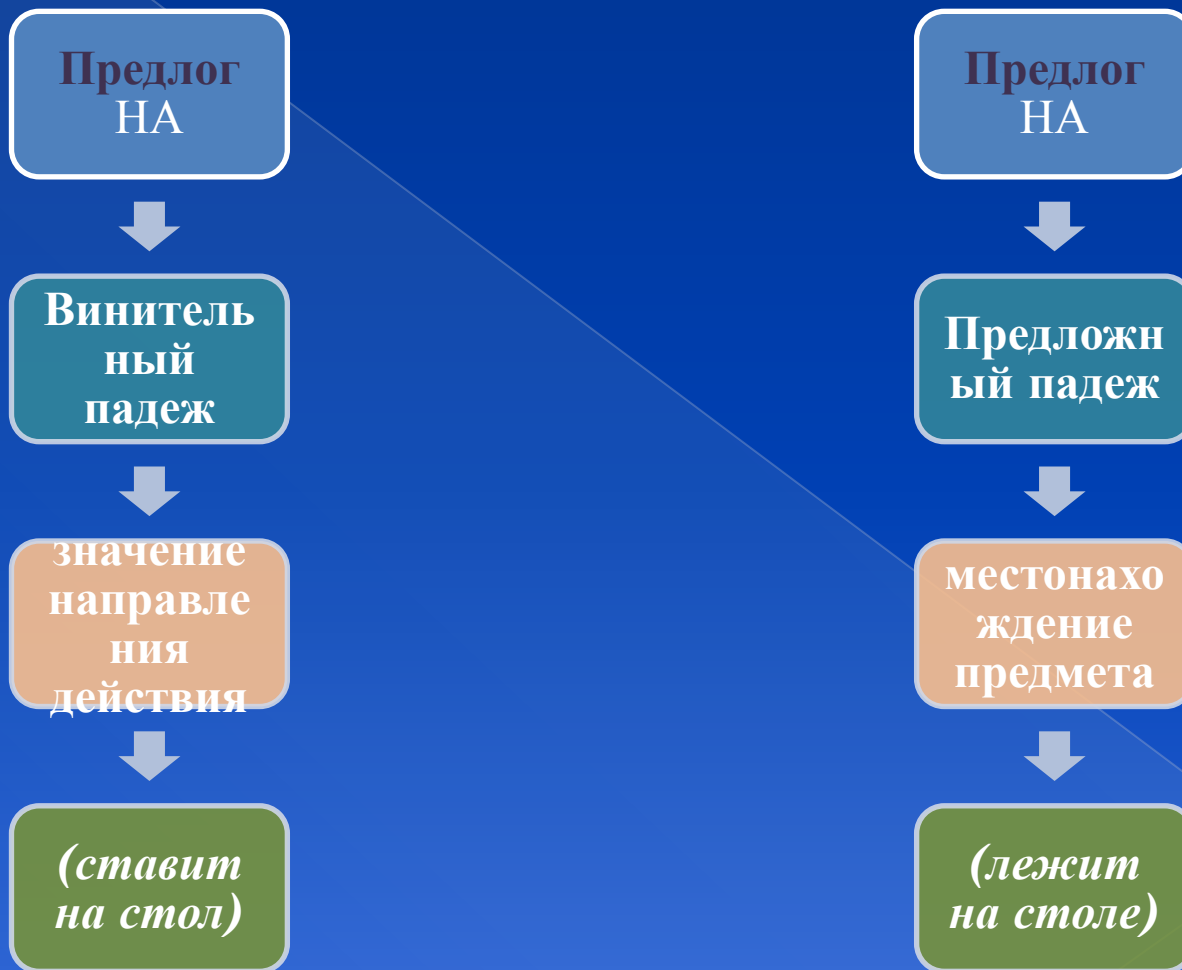 Предлог
НА
Винитель
ный
падеж
значение
направле
ния
действия
(ставит
на стол)
Предлог
НА
Предложн
ый падеж
местонахо
ждение
предмета
(лежит
на столе)